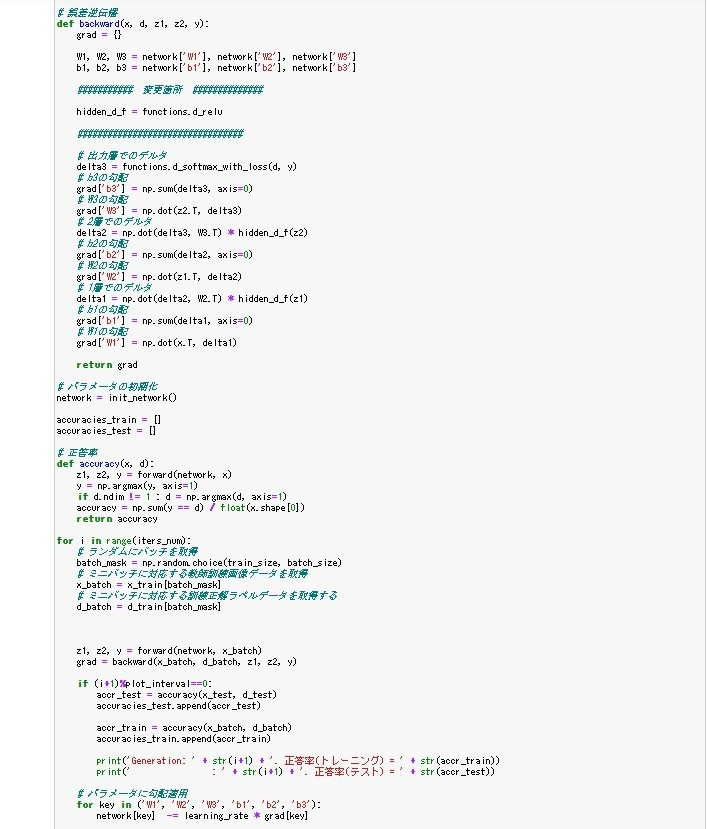 # 誤差逆伝播
def backward(x, d, z1, z2, y):
    grad = {}

    W1, W2, W3 = network['W1'], network['W2'], network['W3']
    b1, b2, b3 = network['b1'], network['b2'], network['b3']

    ########### 変更箇所 ##############

    hidden_d_f = functions.d_relu

    #################################

    # 出力層でのデルタ
    delta3 = functions.d_softmax_with_loss(d, y)
    # b3の勾配
    grad['b3'] = np.sum(delta3, axis=0)
    # W3の勾配
    grad['W3'] = np.dot(z2.T, delta3)
    # 2層でのデルタ
    delta2 = np.dot(delta3, W3.T) * hidden_d_f(z2)
    # b2の勾配
    grad['b2'] = np.sum(delta2, axis=0)
    # W2の勾配
    grad['W2'] = np.dot(z1.T, delta2)
    # 1層でのデルタ
    delta1 = np.dot(delta2, W2.T) * hidden_d_f(z1)
    # b1の勾配
    grad['b1'] = np.sum(delta1, axis=0)
    # W1の勾配
    grad['W1'] = np.dot(x.T, delta1)

    return grad

# パラメータの初期化
network = init_network()

accuracies_train = []
accuracies_test = []

# 正答率
def accuracy(x, d):
    z1, z2, y = forward(network, x)
    y = np.argmax(y, axis=1)
    if d.ndim != 1 : d = np.argmax(d, axis=1)
    accuracy = np.sum(y == d) / float(x.shape[0])
    return accuracy

for i in range(iters_num):
    # ランダムにバッチを取得
    batch_mask = np.random.choice(train_size, batch_size)
    # ミニバッチに対応する教師訓練画像データを取得
    x_batch = x_train[batch_mask]
    # ミニバッチに対応する訓練正解ラベルデータを取得する
    d_batch = d_train[batch_mask]

    z1, z2, y = forward(network, x_batch)
    grad = backward(x_batch, d_batch, z1, z2, y)

    if (i+1)%plot_interval==0:
        accr_test = accuracy(x_test, d_test)
        accuracies_test.append(accr_test)

        accr_train = accuracy(x_batch, d_batch)
        accuracies_train.append(accr_train)

        print('Generation: ' + str(i+1) + '. 正答率(トレーニング) = ' + str(accr_train))
        print('                : ' + str(i+1) + '. 正答率(テスト) = ' + str(accr_test))

    # パラメータに勾配適用
    for key in ('W1', 'W2', 'W3', 'b1', 'b2', 'b3'):
        network[key]  -= learning_rate * grad[key]